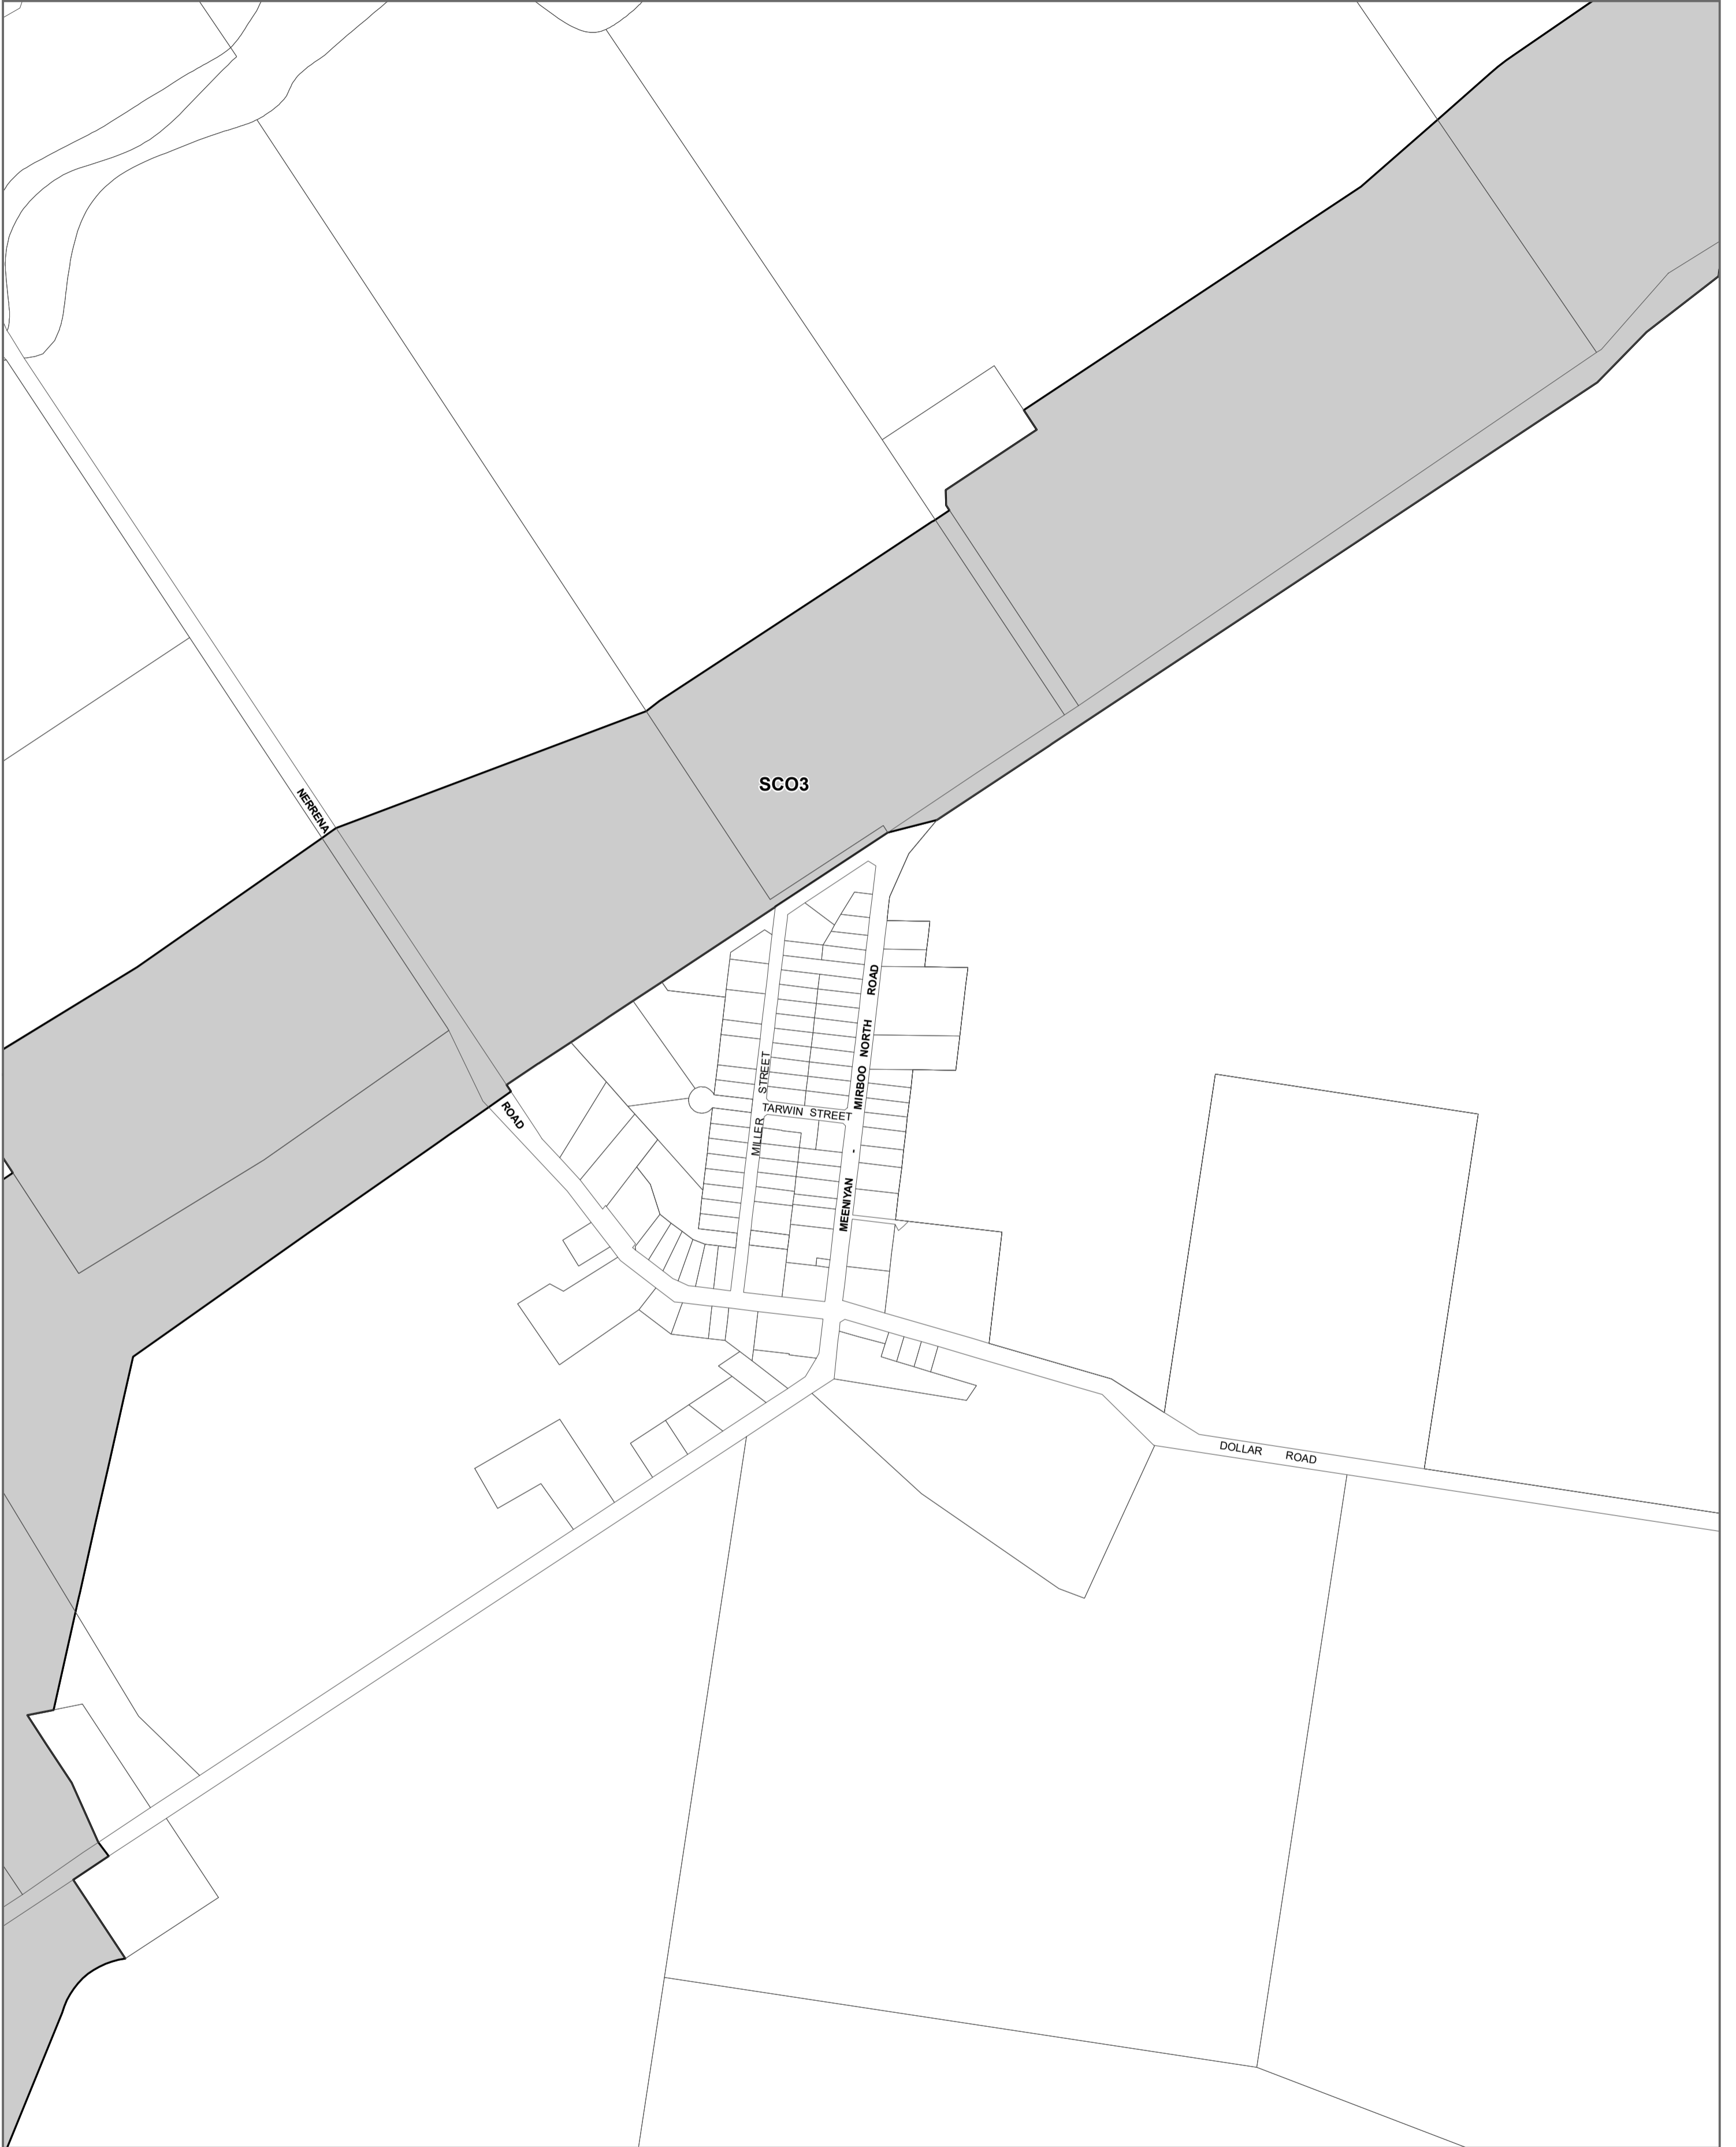 SCO3
NERRENA
ROAD
MEENIYAN - MIRBOO NORTH ROAD
MILLER STREET
TARWIN STREET
DOLLAR ROAD